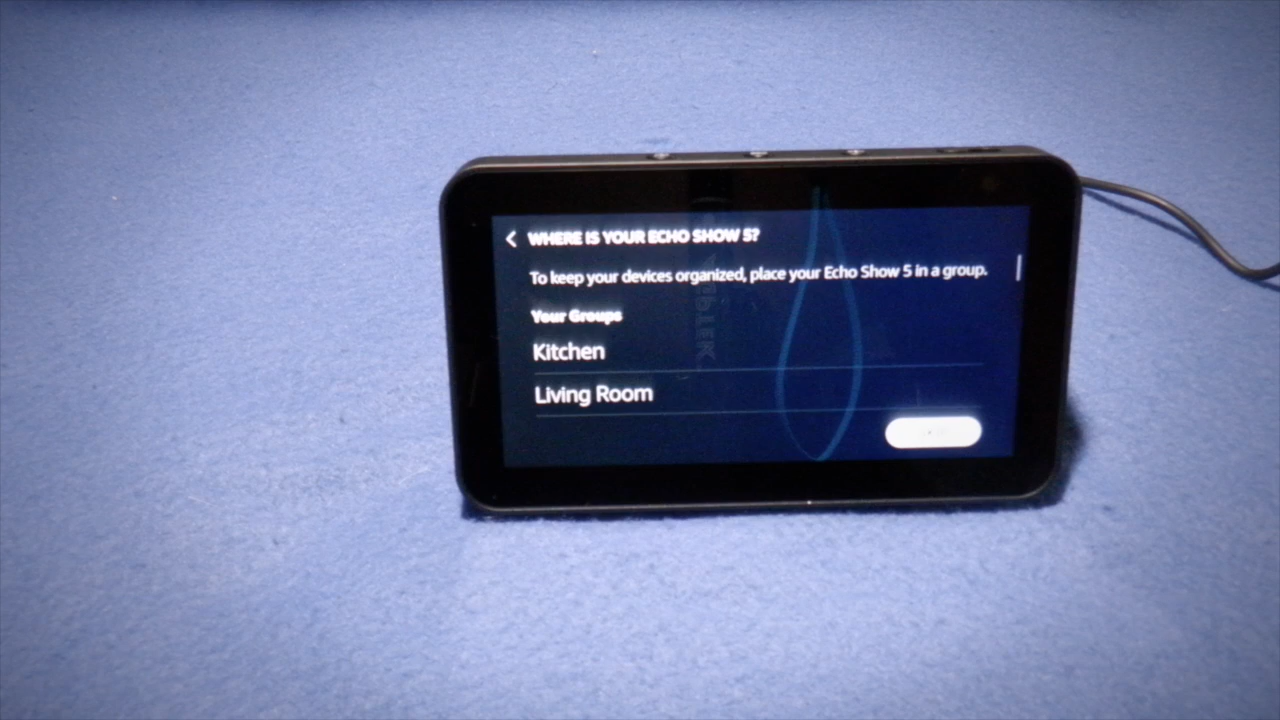 WHERE IS YOUR ECHO SHOW 5?
To keep your devices organized, place your Echo Show 5 in a group.
Your Groups
Kitchen
Living Room